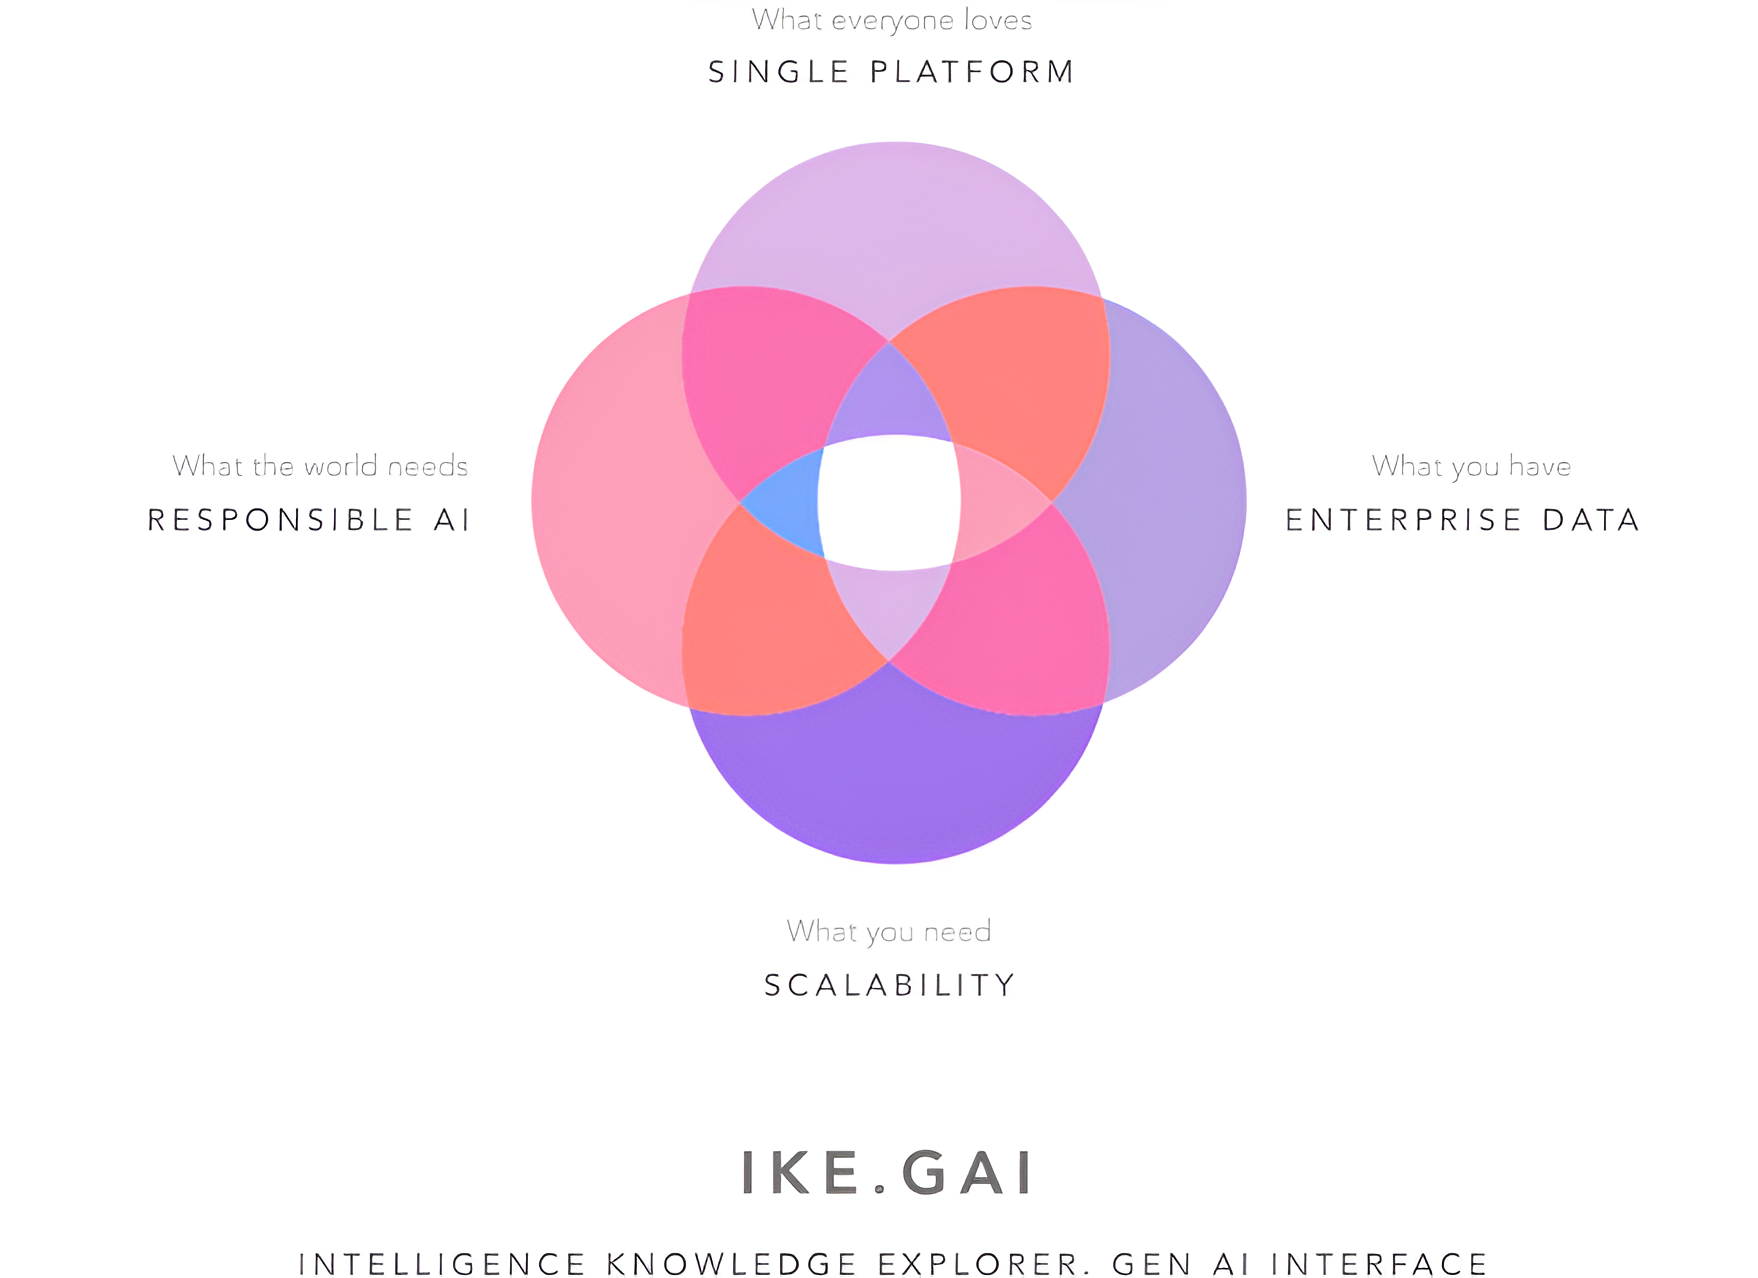 What everyone loves
SINGLE PLATFORM
What the world needs
RESPONSIBLE AI
What you have
ENTERPRISE DATA
What you need
SCALABILITY
IKE.GAI
INTELLIGENCE KNOWLEDGE EXPLORER. GEN AI INTERFACE